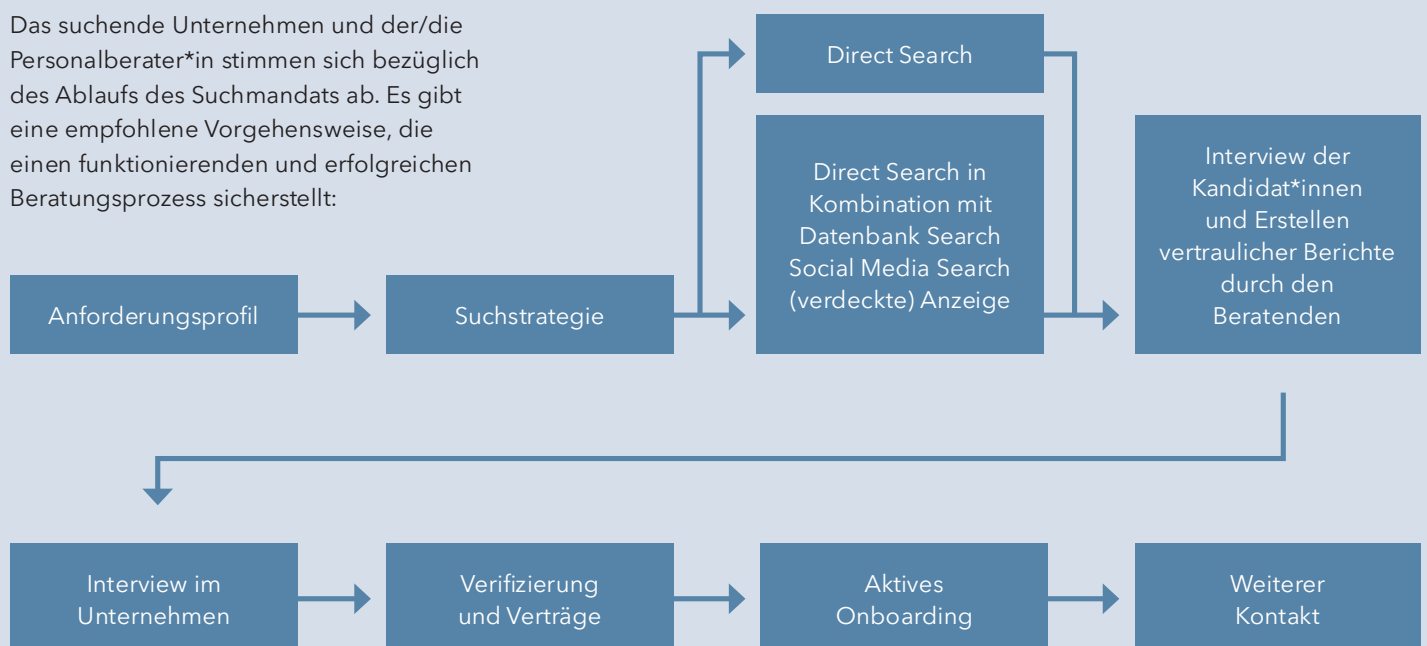 Das suchende Unternehmen und der/die
Personalberater*in stimmen sich bezüglich
des Ablaufs des Suchmandats ab. Es gibt
eine empfohlene Vorgehensweise, die
einen funktionierenden und erfolgreichen
Beratungsprozess sicherstellt:
Anforderungsprofil
Suchstrategie
Direct Search
Direct Search in
Kombination mit
Datenbank Search
Social Media Search
(verdeckte) Anzeige
Interview der
Kandidat*innen
und Erstellen
vertraulicher Berichte
durch den
Beratenden
Interview im
Unternehmen
Verifizierung
und Verträge
Aktives
Onboarding
Weiterer
Kontakt